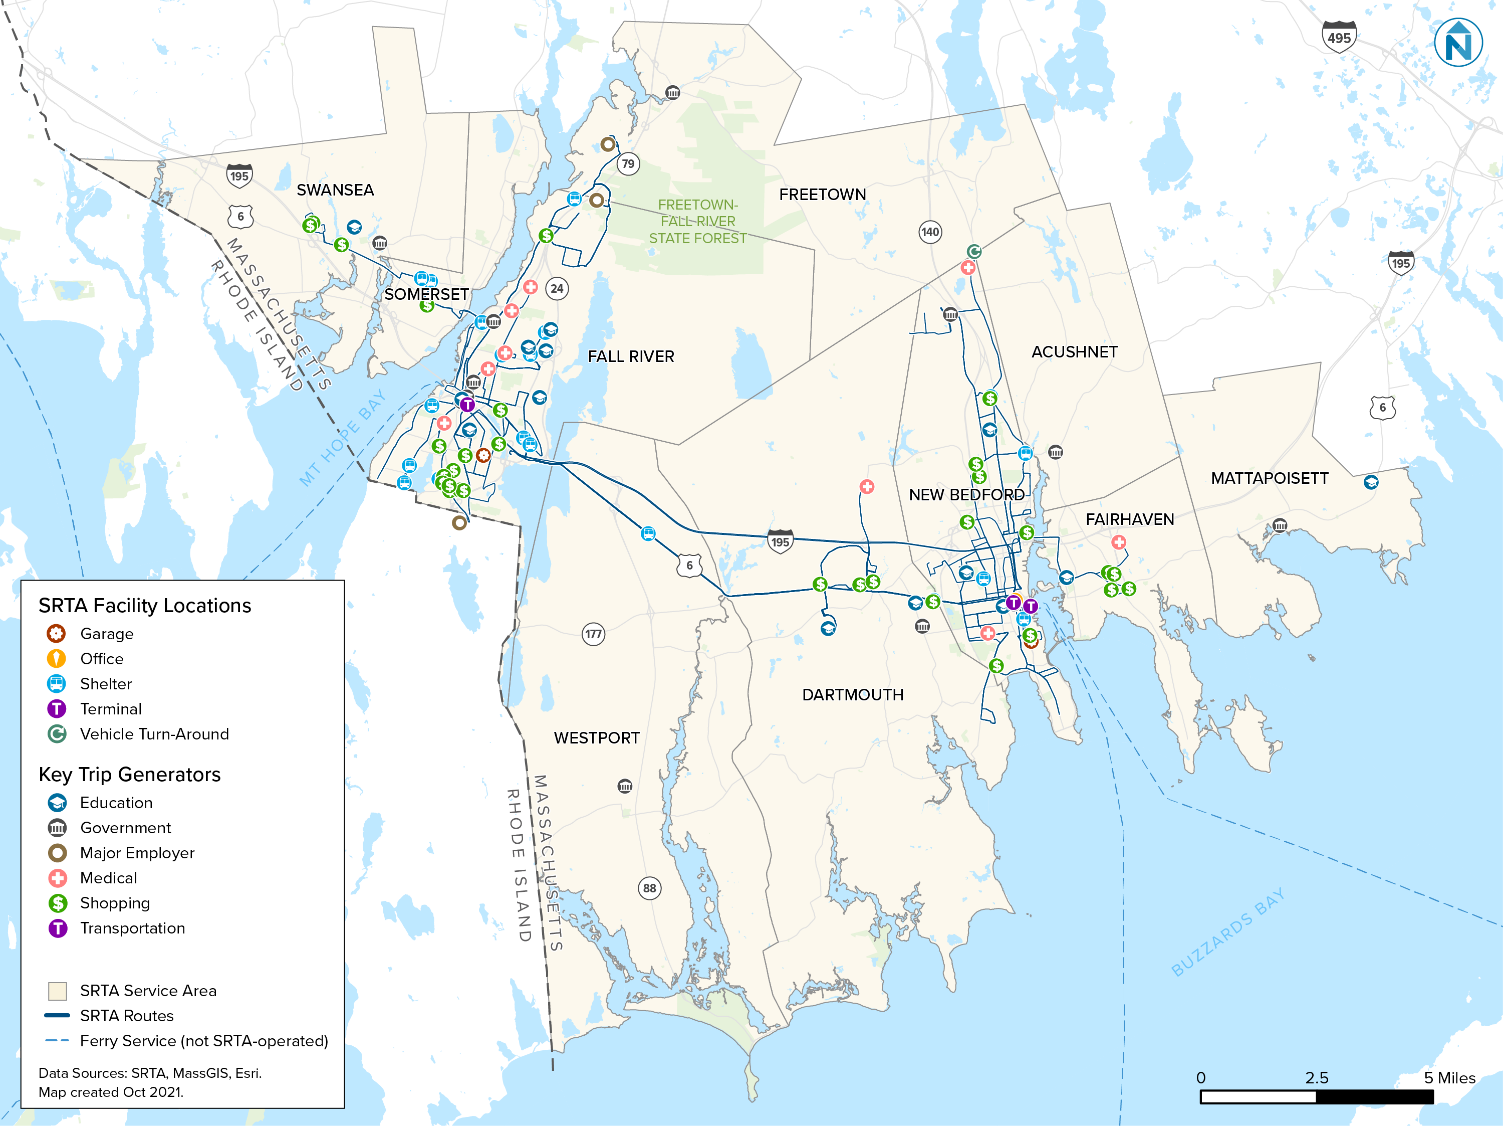 495
N
79
195
SWANSEA
FREETOWN
6
FREETOWN-
FALL RIVER
STATE FOREST
140
MASSACHUSETTS
RHODE ISLAND
195
SOMERSET
24
FALL RIVER
ACUSHNET
MT HOPE BAY
6
MATTAPOISETT
NEW BEDFORD
FAIRHAVEN
195
6
177
DARTMOUTH
WESTPORT
MASSACHUSETTS
RHODE ISLAND
88
BUZZARDS BAY
SRTA Facility Locations
Garage
Office
Shelter
T Terminal
Vehicle Turn-Around
Key Trip Generators
Education
Government
Major Employer
Medical
$ Shopping
T Transportation
SRTA Service Area
SRTA Routes
Ferry Service (not SRTA-operated)
Data Sources: SRTA, MassGIS, Esri.
Map created Oct 2021.
0 2.5 5 Miles